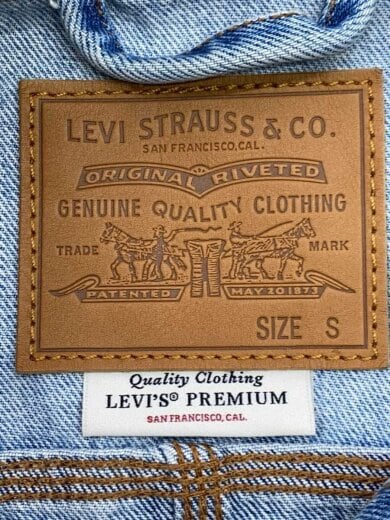 LEVI STRAUSS & CO.
SAN FRANCISCO, CAL.
ORIGINAL RIVETED
GENUINE QUALITY CLOTHING
TRADE MARK
PATENTED MAY 20 1873
SIZE S
Quality Clothing
LEVI'S® PREMIUM
SAN FRANCISCO, CAL.